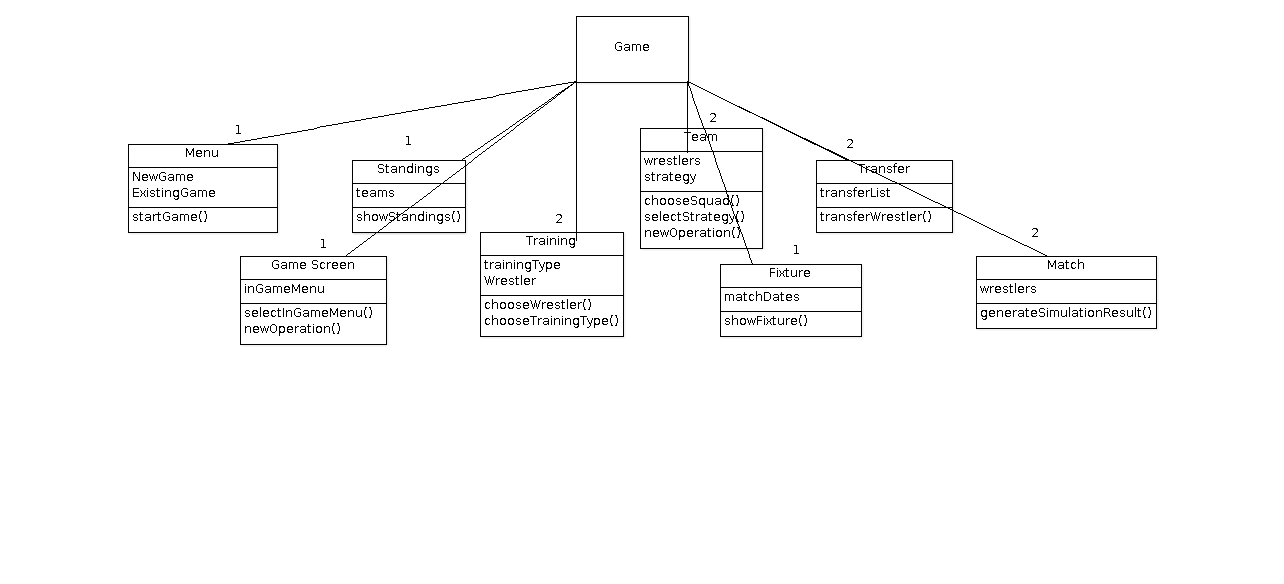 Game
1
Menu
NewGame
ExistingGame
startGame()
1
Standings
teams
showStandings()
1
Game Screen
inGameMenu
selectInGameMenu()
newOperation()
2
Training
trainingType
Wrestler
chooseWrestler()
chooseTrainingType()
2
Team
wrestlers
strategy
chooseSquad()
selectStrategy()
newOperation()
1
Fixture
matchDates
showFixture()
2
Transfer
transferList
transferWrestler()
2
Match
wrestlers
generateSimulationResult()